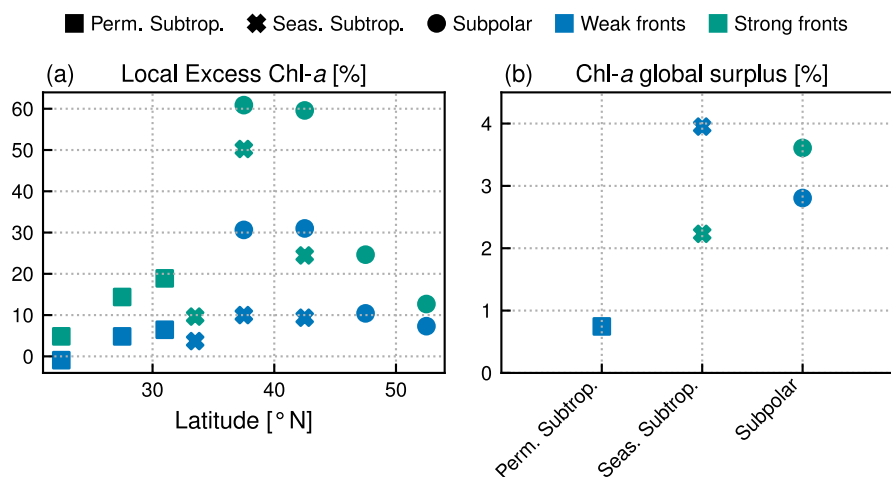 Perm. Subtrop. Seas. Subtrop. Subpolar Weak fronts Strong fronts
(a) Local Excess Chl-a [%]
60
50
40
30
20
10
0
30 40 50
Latitude [°N]
(b) Chl-a global surplus [%]
4
3
2
1
0
Perm. Subtrop.
Seas. Subtrop.
Subpolar